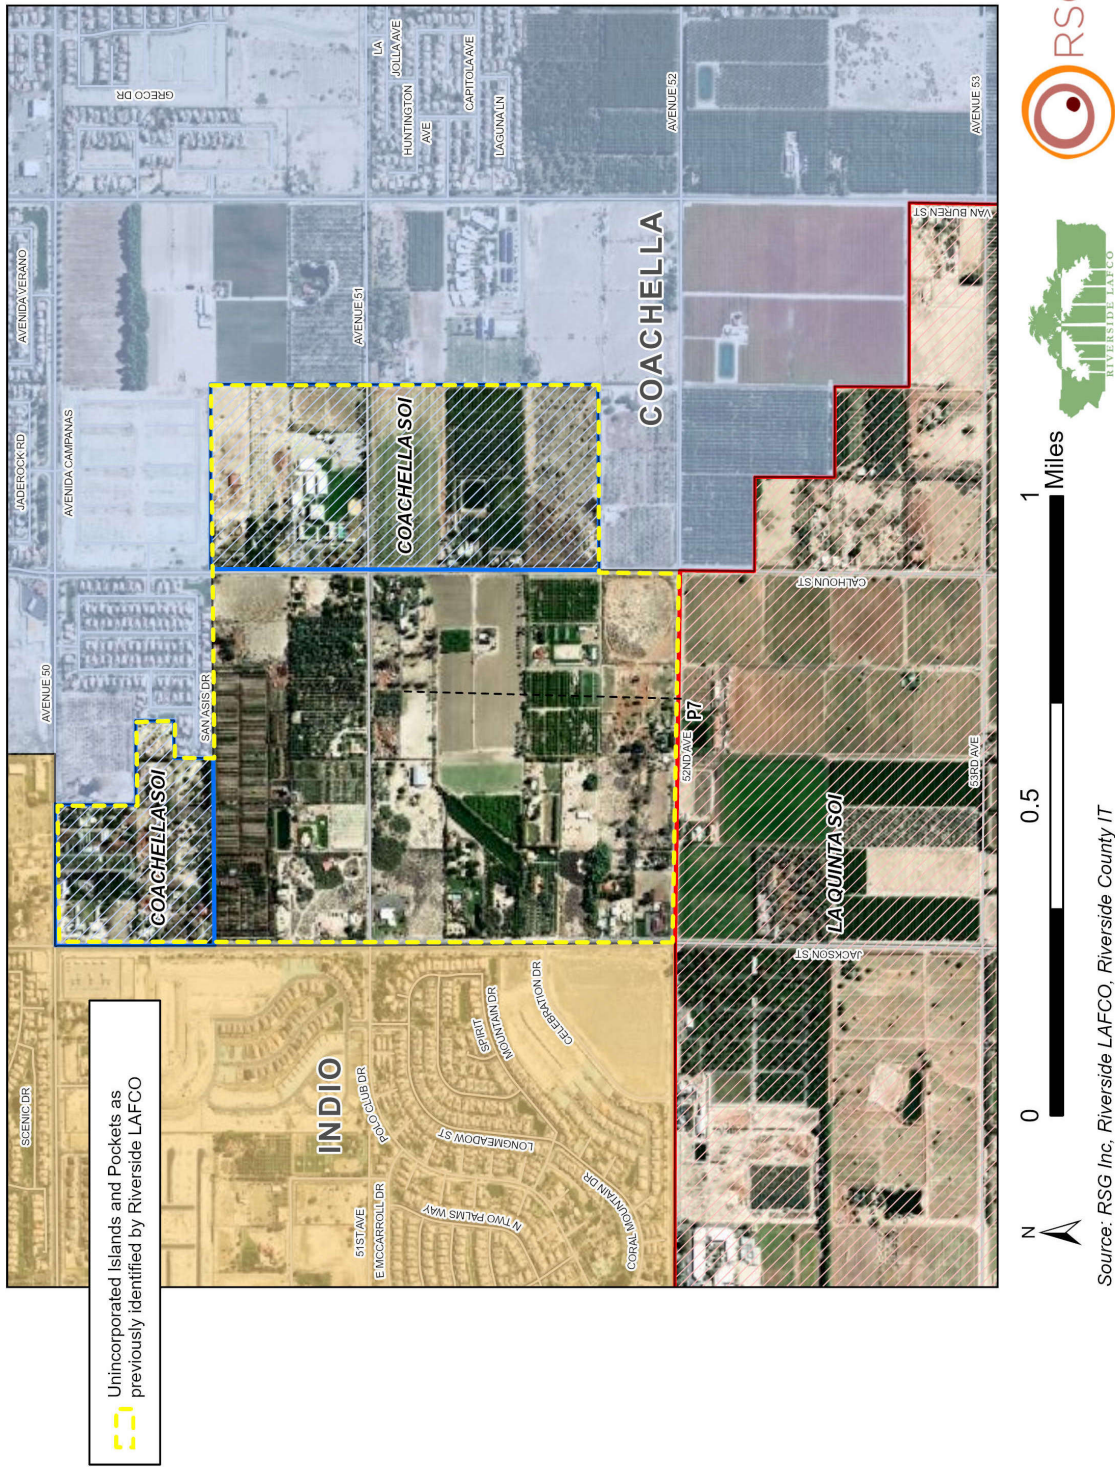 Unincorporated Islands and Pockets as
previously identified by Riverside LAFCO
SCENIC DR
AVENUE 50
JADEROCK RD
AVENIDA VERANO
AVENIDA CAMPANAS
GRECO DR
SAN ASIS DR
COACHELLA SOI
INDIO
POLO CLUB DR
51ST AVE
E MCCARROLL DR
N TWO PALMS WAY
LONGMEADOW ST
SPIRIT
MOUNTAIN DR
CELEBRATION DR
CORAL MOUNTAIN DR
COACHELLA SOI
AVENUE 51
LA
JOLLA AVE
HUNTINGTON
AVE
CAPITOLA AVE
LAGUNA LN
COACHELLA
AVENUE 52
52ND AVE
P7
CALHOUN ST
JACKSON ST
LA QUINTA SOI
VAN BUREN ST
53RD AVE
AVENUE 53
N
0
0.5
1
Miles
RIVERSIDE LAFCO
Source: RSG Inc, Riverside LAFCO, Riverside County IT